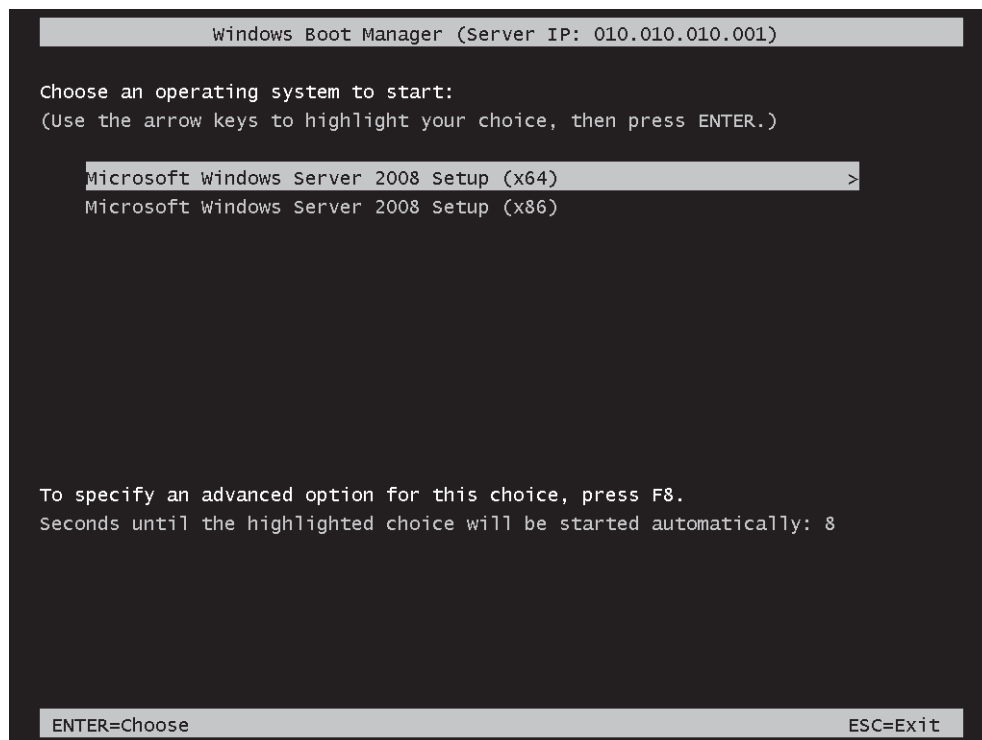 Windows Boot Manager (Server IP: 010.010.010.001)
Choose an operating system to start:
(Use the arrow keys to highlight your choice, then press ENTER.)
Microsoft Windows Server 2008 Setup (x64) >
Microsoft Windows Server 2008 Setup (x86)
To specify an advanced option for this choice, press F8.
Seconds until the highlighted choice will be started automatically: 8
ENTER=Choose ESC=Exit